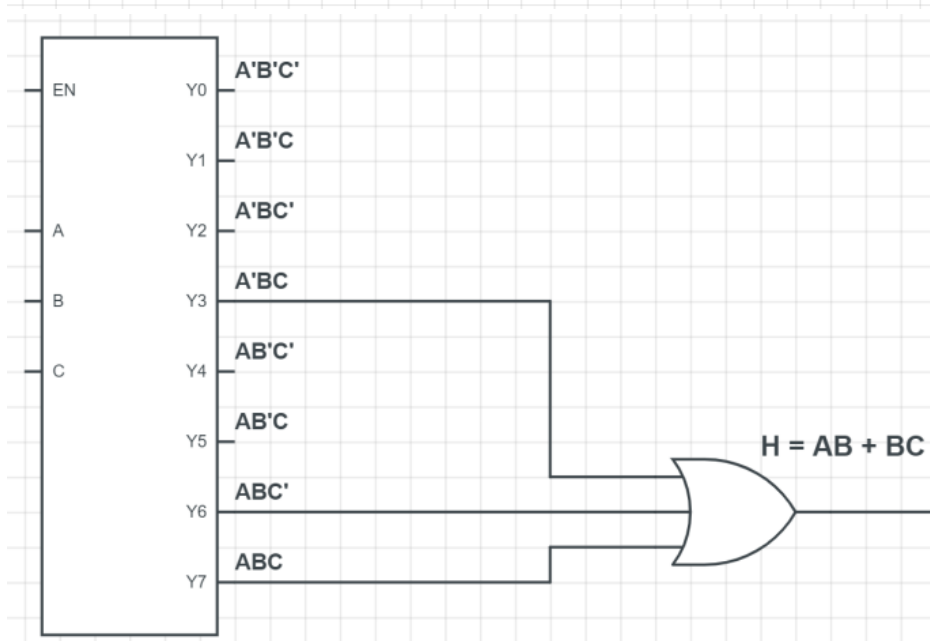 A'B'C'
EN Y0
A'B'C
Y1
A'BC'
A Y2
A'BC
B Y3
AB'C'
C Y4
AB'C
Y5
H = AB + BC
ABC'
Y6
ABC
Y7